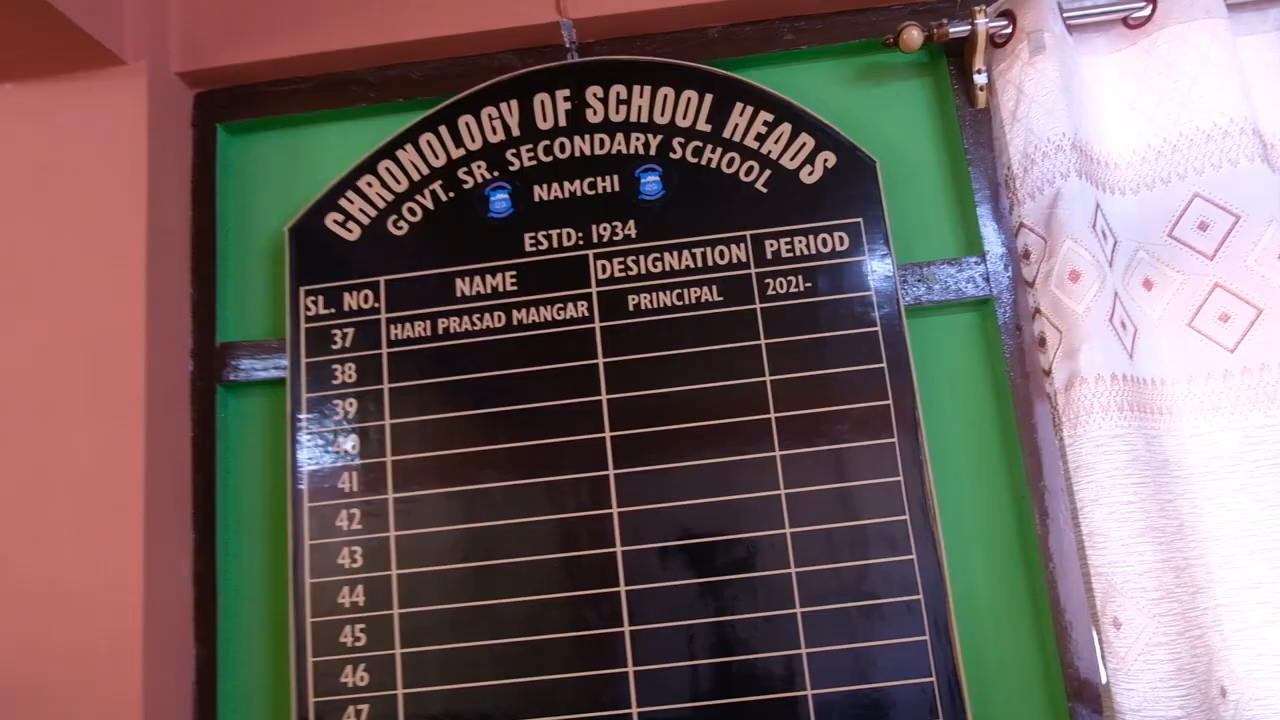 CHRONOLOGY OF SCHOOL HEADS
GOVT. SR. SECONDARY SCHOOL
NAMCHI
ESTD: 1934
SL. NO. NAME DESIGNATION PERIOD
37 HARI PRASAD MANGAR PRINCIPAL 2021-
38
39
40
41
42
43
44
45
46
47